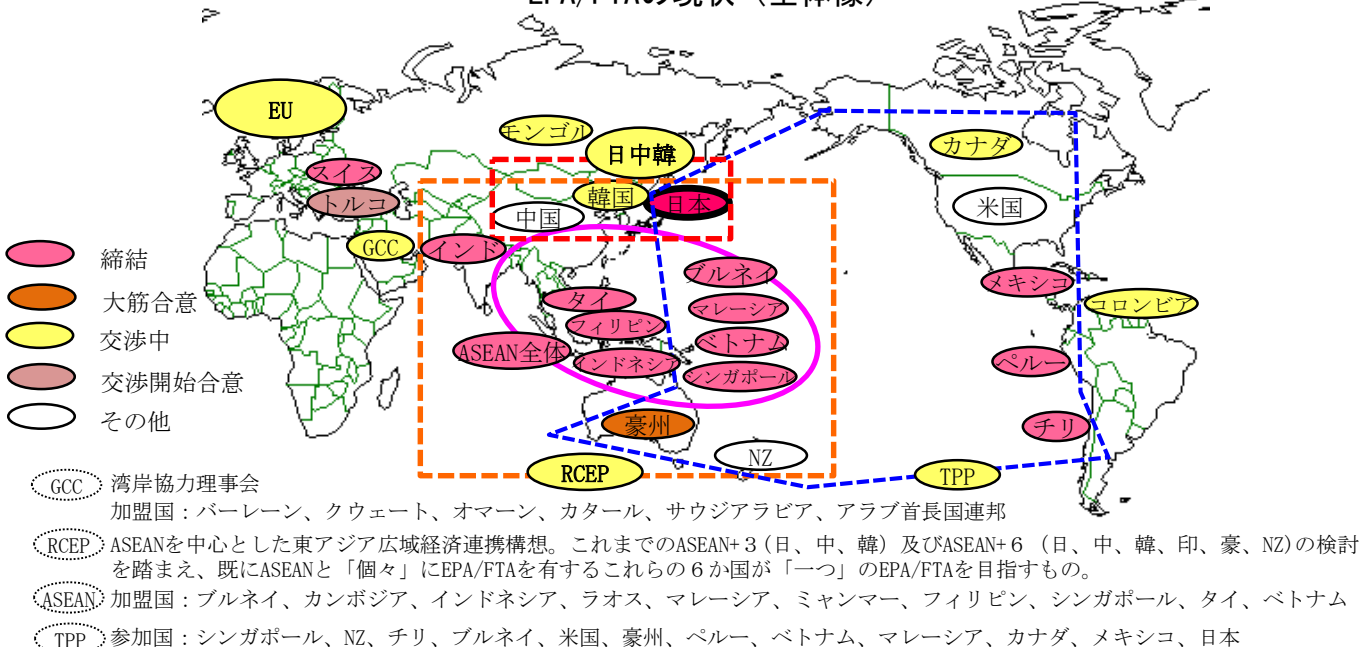 EPA/FTAの現状（全体像）
EU
モンゴル
日中韓
カナダ
スイス
韓国
日本
トルコ
中国
米国
GCC
インド
締結
ブルネイ
メキシコ
大筋合意
タイ
マレーシア
コロンビア
フィリピン
交渉中
ASEAN全体
インドネシア
ベトナム
ペルー
交渉開始合意
シンガポール
その他
豪州
チリ
NZ
RCEP
TPP
GCC 湾岸協力理事会
加盟国：バーレーン、クウェート、オマーン、カタール、サウジアラビア、アラブ首長国連邦
RCEP ASEANを中心とした東アジア広域経済連携構想。これまでのASEAN+３(日、中、韓）及びASEAN+６（日、中、韓、印、豪、NZ)の検討
を踏まえ、既にASEANと「個々」にEPA/FTAを有するこれらの６か国が「一つ」のEPA/FTAを目指すもの。
ASEAN 加盟国：ブルネイ、カンボジア、インドネシア、ラオス、マレーシア、ミャンマー、フィリピン、シンガポール、タイ、ベトナム
TPP 参加国：シンガポール、NZ、チリ、ブルネイ、米国、豪州、ペルー、ベトナム、マレーシア、カナダ、メキシコ、日本